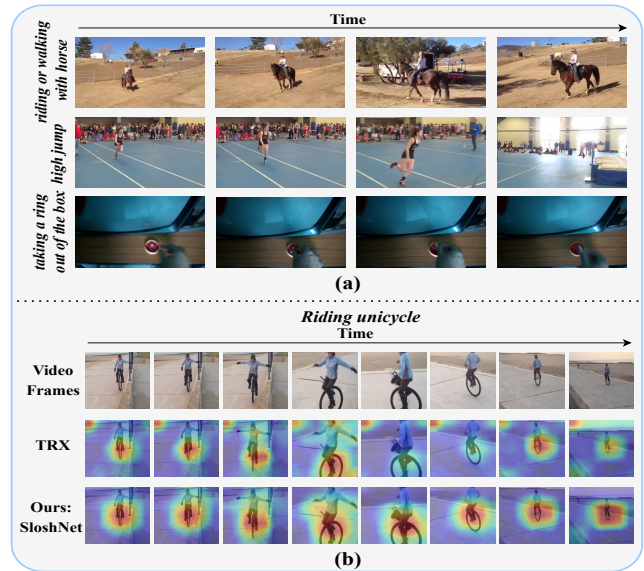 Time
riding or walking
with horse
high jump
taking a ring
out of the box
(a)
Riding unicycle
Time
Video
Frames
TRX
Ours:
SloshNet
(b)